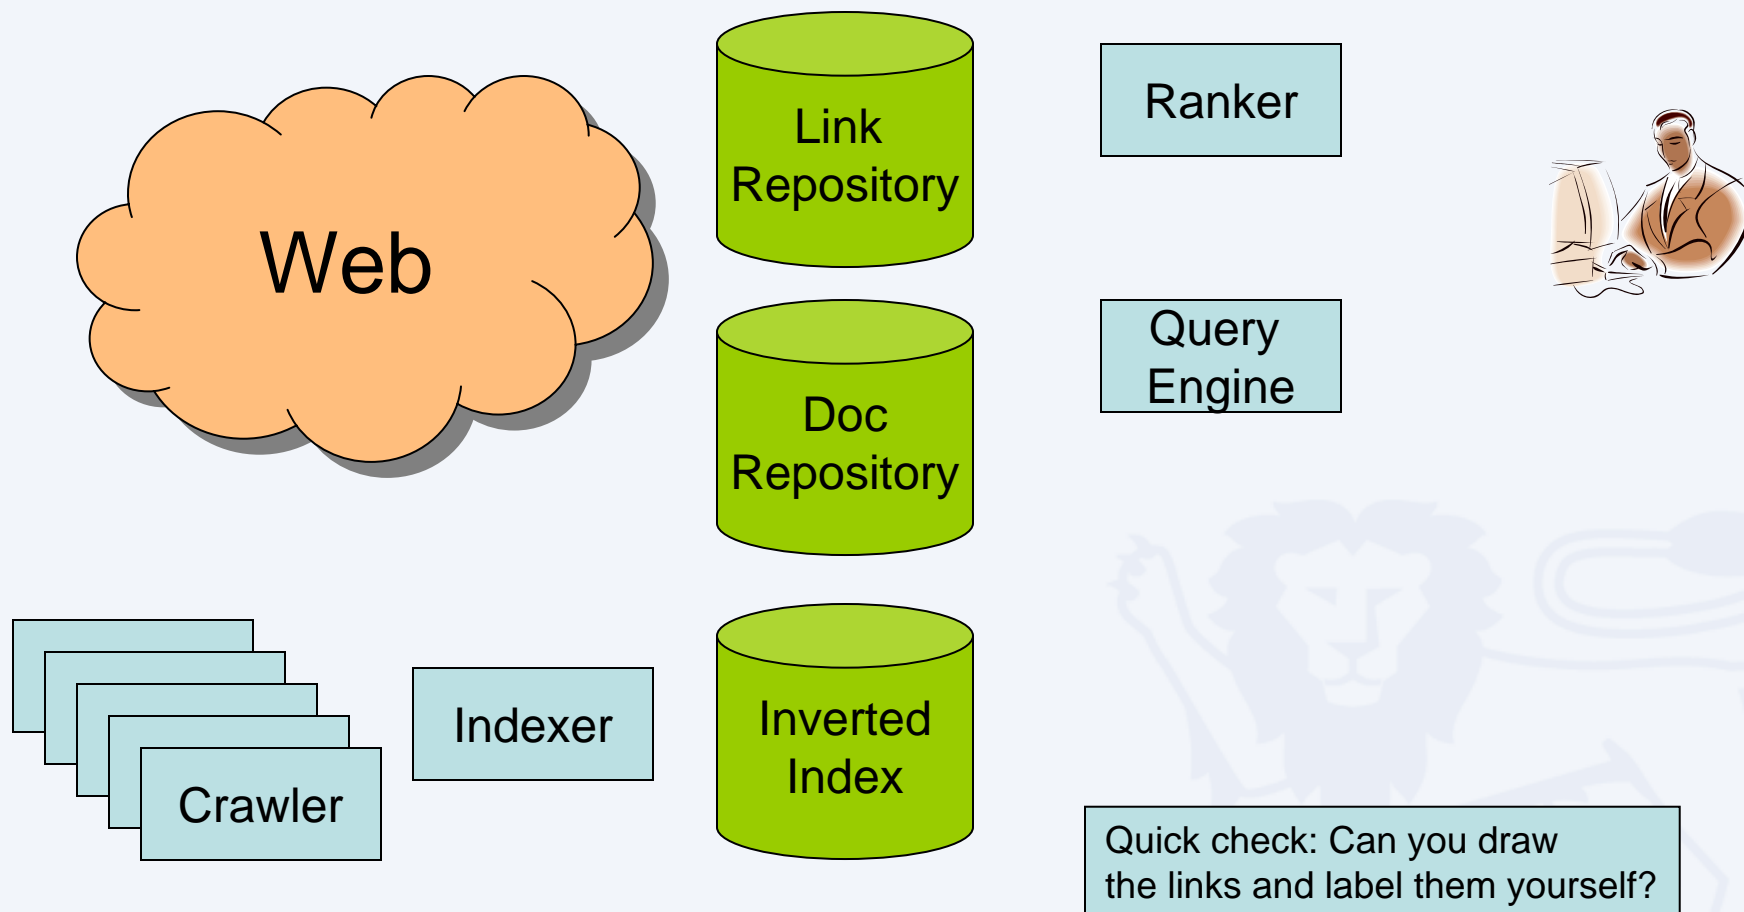 Web
Link
Repository
Ranker
Doc
Repository
Query
Engine
Crawler
Indexer
Inverted
Index
Quick check: Can you draw
the links and label them yourself?